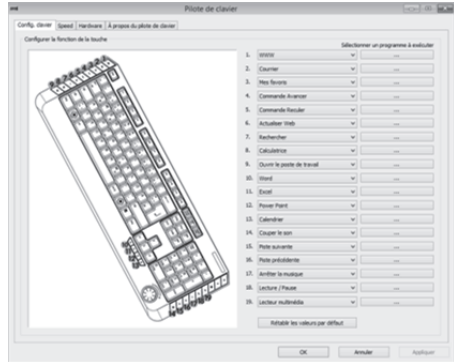 Pilote de clavier
Config. clavier Speed Hardware À propos du pilote de clavier
Configurer la fonction de la touche
Sélectionner un programme à exécuter
1. WWW ...
2. Courrier ...
3. Mes favoris ...
4. Commande Avancer ...
5. Commande Reculer ...
6. Actualiser Web ...
7. Rechercher ...
8. Calculatrice ...
9. Ouvrir le poste de travail ...
10. Word ...
11. Excel ...
12. Power Point ...
13. Calendrier ...
14. Couper le son ...
15. Piste suivante ...
16. Piste précédente ...
17. Arrêter la musique ...
18. Lecture / Pause ...
19. Lecteur multimédia ...
Rétablir les valeurs par défaut
OK Annuler Appliquer